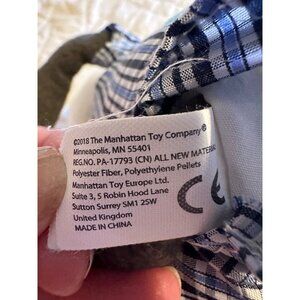 ©2018 The Manhattan Toy Company®
Minneapolis, MN 55401
REG.NO. PA-17793 (CN) ALL NEW MATERIAL
Polyester Fiber, Polyethylene Pellets
Manhattan Toy Europe Ltd.
Suite 3, 5 Robin Hood Lane
Sutton Surrey SM1 2SW
United Kingdom
MADE IN CHINA
CE